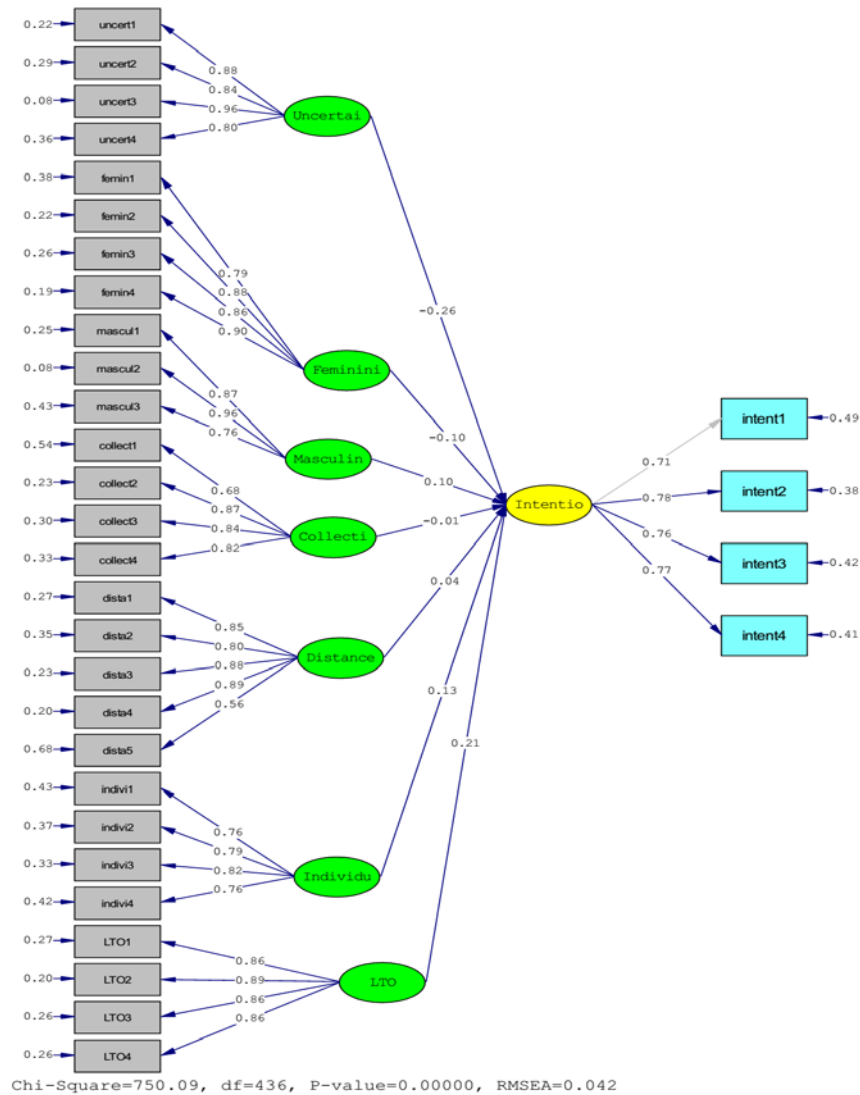 0.22 uncert1
0.29 uncert2
0.08 uncert3
0.36 uncert4
0.38 femin1
0.22 femin2
0.26 femin3
0.19 femin4
0.25 mascul1
0.08 mascul2
0.43 mascul3
0.54 collect1
0.23 collect2
0.30 collect3
0.33 collect4
0.27 dista1
0.35 dista2
0.23 dista3
0.20 dista4
0.68 dista5
0.43 indivi1
0.37 indivi2
0.33 indivi3
0.42 indivi4
0.27 LTO1
0.20 LTO2
0.26 LTO3
0.26 LTO4
0.88
0.84
0.96
0.80
0.79
0.88
0.86
0.90
0.87
0.96
0.76
0.68
0.87
0.84
0.82
0.85
0.80
0.88
0.89
0.56
0.76
0.79
0.82
0.76
0.86
0.89
0.86
0.86
Uncertai
Feminini
Masculin
Collecti
Distance
Individu
LTO
-0.26
-0.10
0.10
-0.01
0.04
0.13
0.21
Intentio
0.71
0.78
0.76
0.77
intent1 0.49
intent2 0.38
intent3 0.42
intent4 0.41
Chi-Square=750.09, df=436, P-value=0.00000, RMSEA=0.042